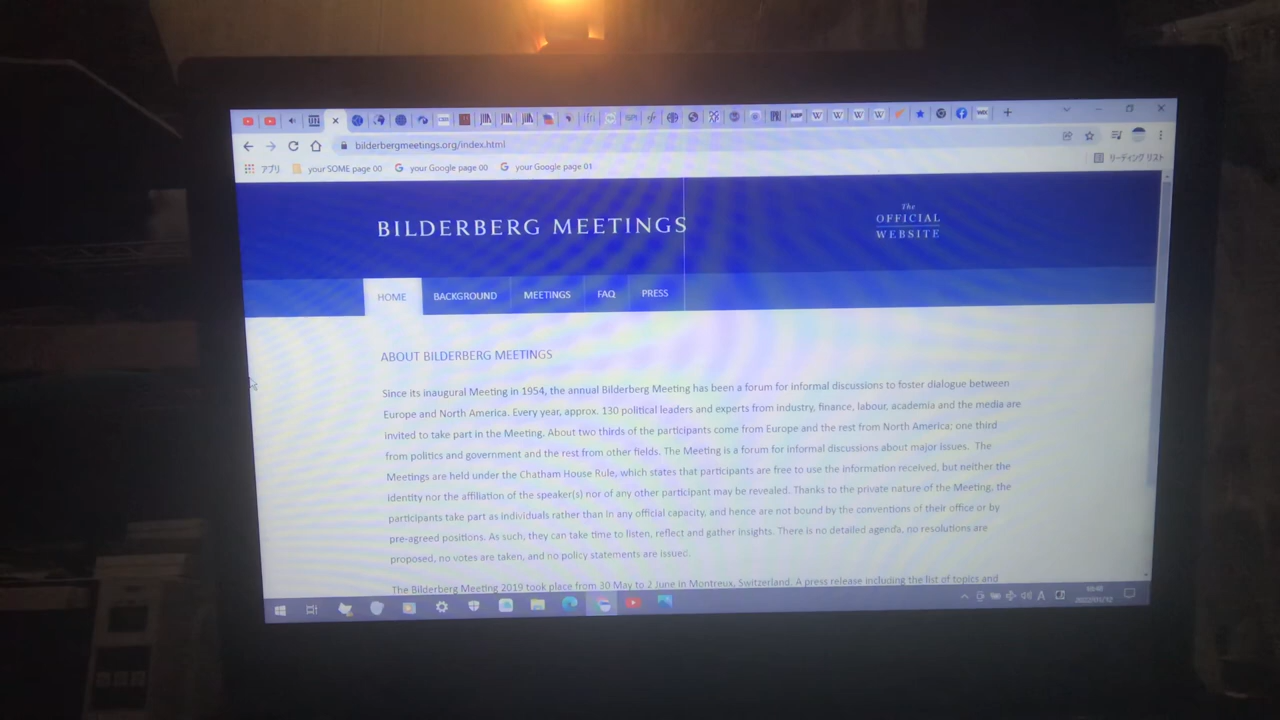 bilderbergmeetings.org/index.html
アプリ your SOME page 00 your Google page 00 your Google page 01 リーディング リスト
BILDERBERG MEETINGS
The
OFFICIAL
WEBSITE
HOME BACKGROUND MEETINGS FAQ PRESS
ABOUT BILDERBERG MEETINGS
Since its inaugural Meeting in 1954, the annual Bilderberg Meeting has been a forum for informal discussions to foster dialogue between
Europe and North America. Every year, approx. 130 political leaders and experts from industry, finance, labour, academia and the media are
invited to take part in the Meeting. About two thirds of the participants come from Europe and the rest from North America; one third
from politics and government and the rest from other fields. The Meeting is a forum for informal discussions about major issues. The
Meetings are held under the Chatham House Rule, which states that participants are free to use the information received, but neither the
identity nor the affiliation of the speaker(s) nor of any other participant may be revealed. Thanks to the private nature of the Meeting, the
participants take part as individuals rather than in any official capacity, and hence are not bound by the conventions of their office or by
pre-agreed positions. As such, they can take time to listen, reflect and gather insights. There is no detailed agenda, no resolutions are
proposed, no votes are taken, and no policy statements are issued.
The Bilderberg Meeting 2019 took place from 30 May to 2 June in Montreux, Switzerland. A press release including the list of topics and
A